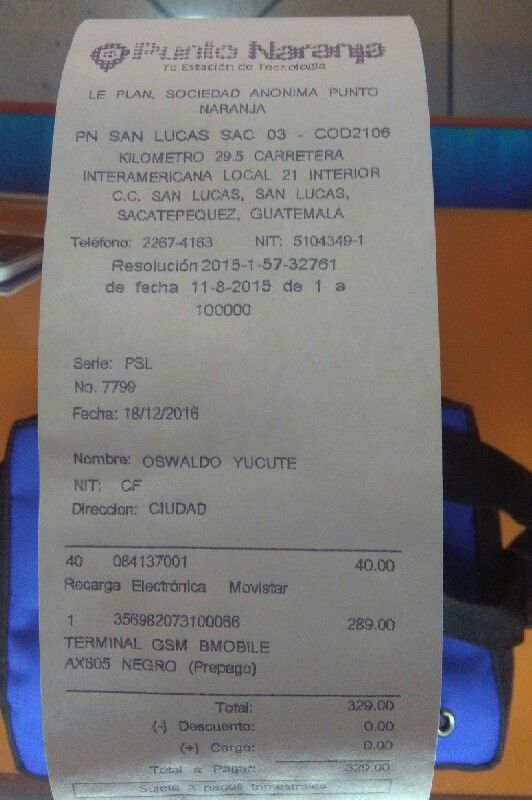 Punto Naranja
Tu Estación de Tecnología
LE PLAN, SOCIEDAD ANONIMA PUNTO
NARANJA
PN SAN LUCAS SAC 03 - COD2106
KILOMETRO 29.5 CARRETERA
INTERAMERICANA LOCAL 21 INTERIOR
C.C. SAN LUCAS, SAN LUCAS,
SACATEPEQUEZ, GUATEMALA
Teléfono: 2267-4163 NIT: 5104349-1
Resolución 2015-1-57-32761
de fecha 11-8-2015 de 1 a
100000
Serie: PSL
No. 7799
Fecha: 18/12/2016
Nombre: OSWALDO YUCUTE
NIT: CF
Direccion: CIUDAD
40 084137001 40.00
Recarga Electrónica Movistar
1 356982073100066 289.00
TERMINAL GSM BMOBILE
AX605 NEGRO (Prepago)
Total: 329.00
(-) Descuento: 0.00
(+) Cargo: 0.00
Total a Pagar: 329.00
Sujeto a pagos trimestrales